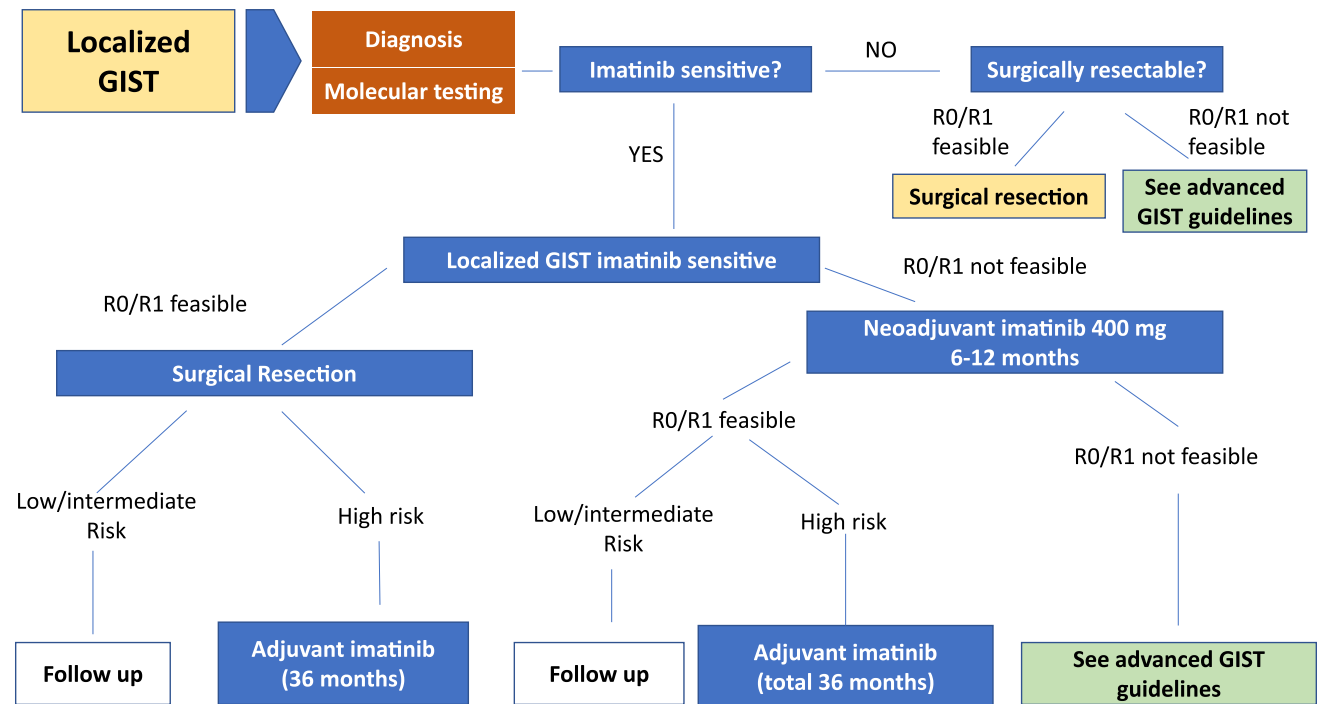 Localized
GIST
Diagnosis
Molecular testing
Imatinib sensitive?
NO
Surgically resectable?
R0/R1
feasible
R0/R1 not
feasible
YES
Surgical resection
See advanced
GIST guidelines
Localized GIST imatinib sensitive
R0/R1 feasible
R0/R1 not feasible
Surgical Resection
Neoadjuvant imatinib 400 mg
6-12 months
R0/R1 feasible
R0/R1 not feasible
Low/intermediate
Risk
High risk
Low/intermediate
Risk
High risk
Follow up
Adjuvant imatinib
(36 months)
Follow up
Adjuvant imatinib
(total 36 months)
See advanced GIST
guidelines